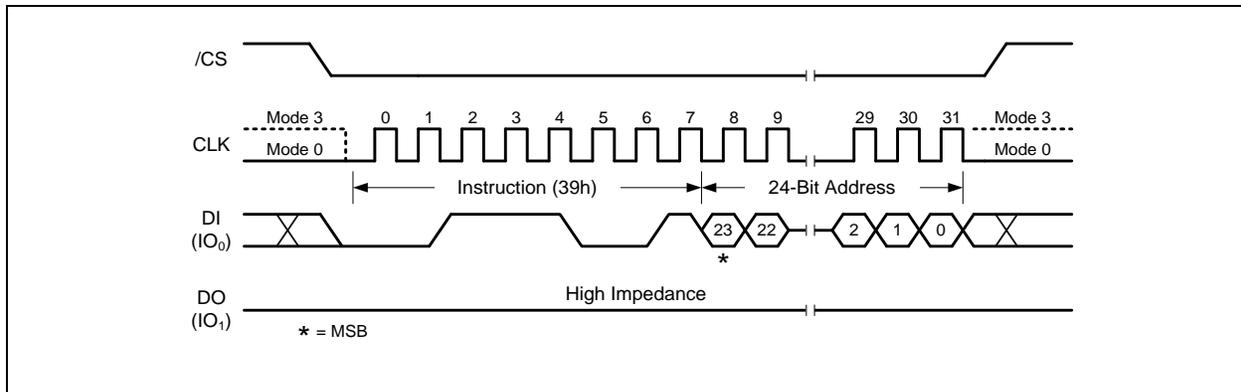 /CS
Mode 3 0 1 2 3 4 5 6 7 8 9 29 30 31 Mode 3
CLK
Mode 0 Mode 0
Instruction (39h) 24-Bit Address
DI
(IO0)
23 22 2 1 0
*
High Impedance
DO
(IO1)
* = MSB